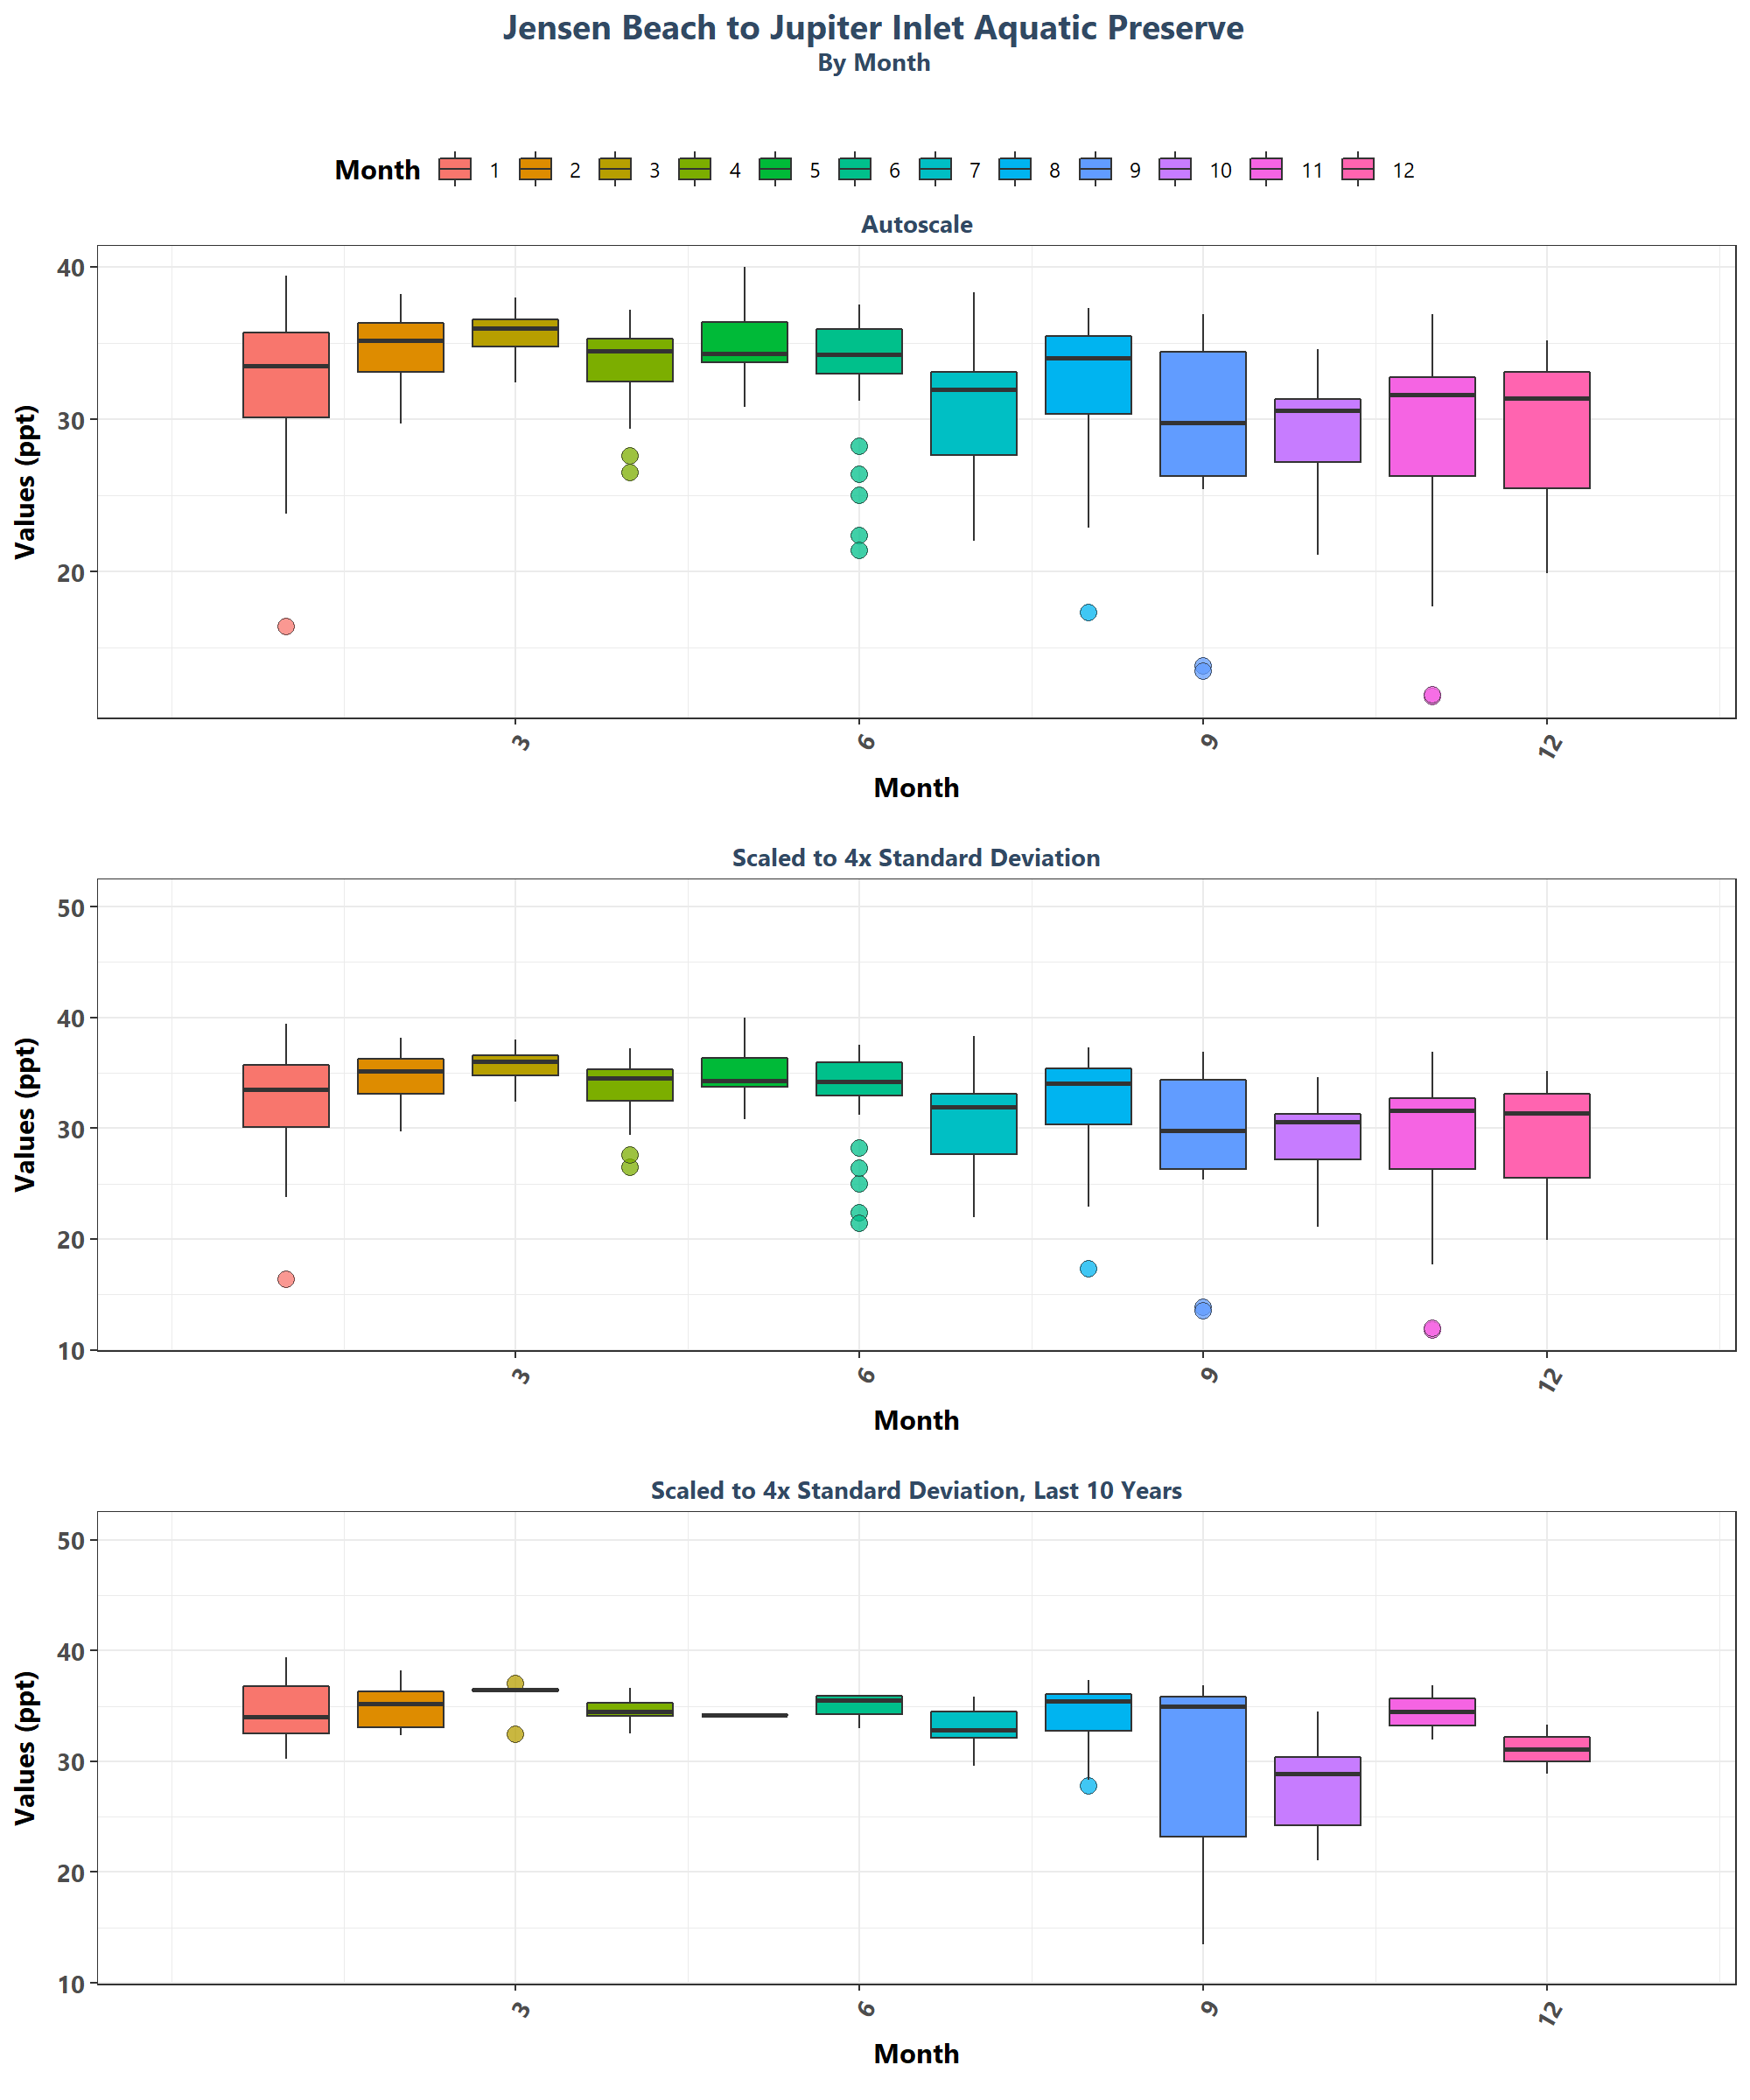 Jensen Beach to Jupiter Inlet Aquatic Preserve
By Month
Month 1 2 3 4 5 6 7 8 9 10 11 12
Autoscale
Values (ppt)
40
30
20
3 6 9 12
Month
Scaled to 4x Standard Deviation
Values (ppt)
50
40
30
20
10
3 6 9 12
Month
Scaled to 4x Standard Deviation, Last 10 Years
Values (ppt)
50
40
30
20
10
3 6 9 12
Month